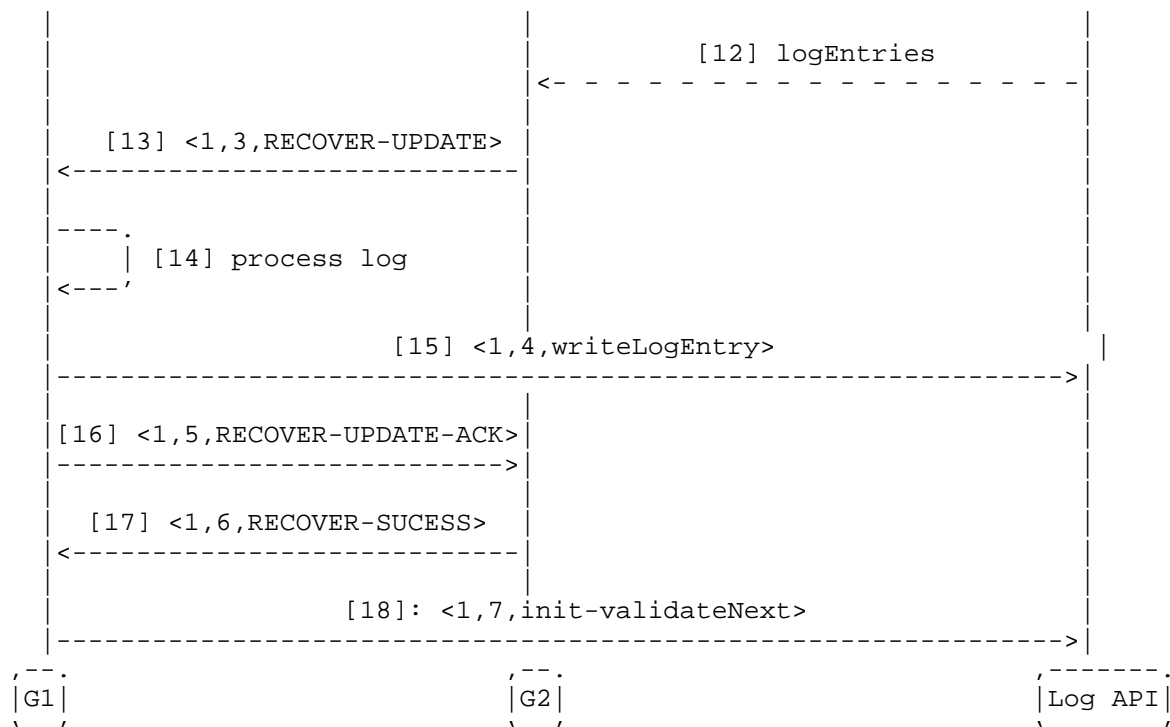 [12] logEntries
[13] <1,3,RECOVER-UPDATE>
[14] process log
[15] <1,4,writeLogEntry>
[16] <1,5,RECOVER-UPDATE-ACK>
[17] <1,6,RECOVER-SUCESS>
[18]: <1,7,init-validateNext>
G1 G2 Log API